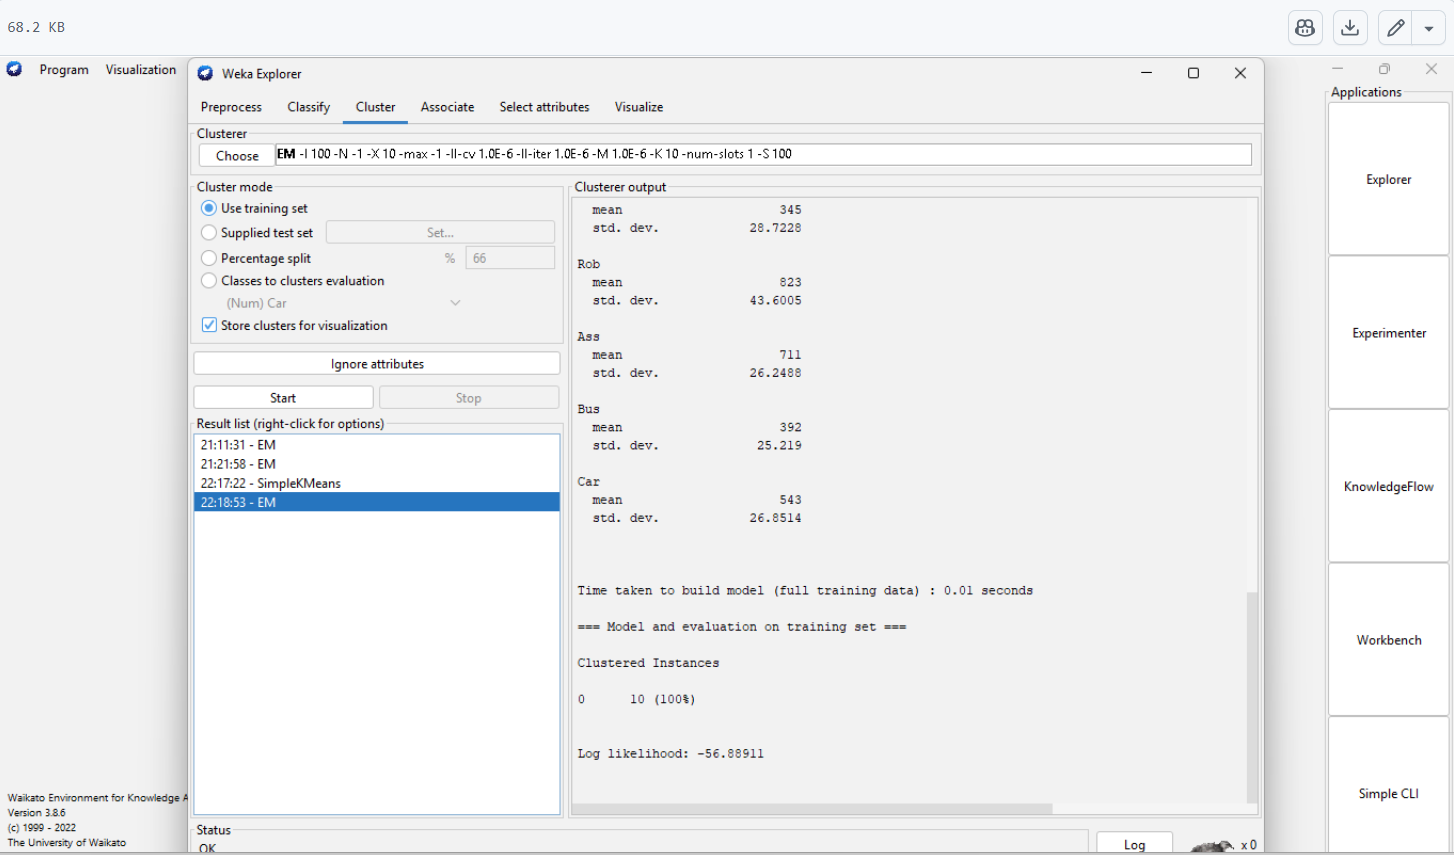 68.2 KB
Program Visualization
Weka Explorer
Applications
Preprocess Classify Cluster Associate Select attributes Visualize
Clusterer
Choose EM -I 100 -N -1 -X 10 -max -1 -ll-cv 1.0E-6 -ll-iter 1.0E-6 -M 1.0E-6 -K 10 -num-slots 1 -S 100
Cluster mode
Use training set
Supplied test set Set...
Percentage split % 66
Classes to clusters evaluation
(Num) Car
Store clusters for visualization
Ignore attributes
Start Stop
Result list (right-click for options)
21:11:31 - EM
21:21:58 - EM
22:17:22 - SimpleKMeans
22:18:53 - EM
Clusterer output
mean 345
std. dev. 28.7228
Rob
mean 823
std. dev. 43.6005
Ass
mean 711
std. dev. 26.2488
Bus
mean 392
std. dev. 25.219
Car
mean 543
std. dev. 26.8514
Time taken to build model (full training data) : 0.01 seconds
=== Model and evaluation on training set ===
Clustered Instances
0 10 (100%)
Log likelihood: -56.88911
Explorer
Experimenter
KnowledgeFlow
Workbench
Simple CLI
Waikato Environment for Knowledge A
Version 3.8.6
(c) 1999 - 2022
The University of Waikato
Status
OK
Log x 0